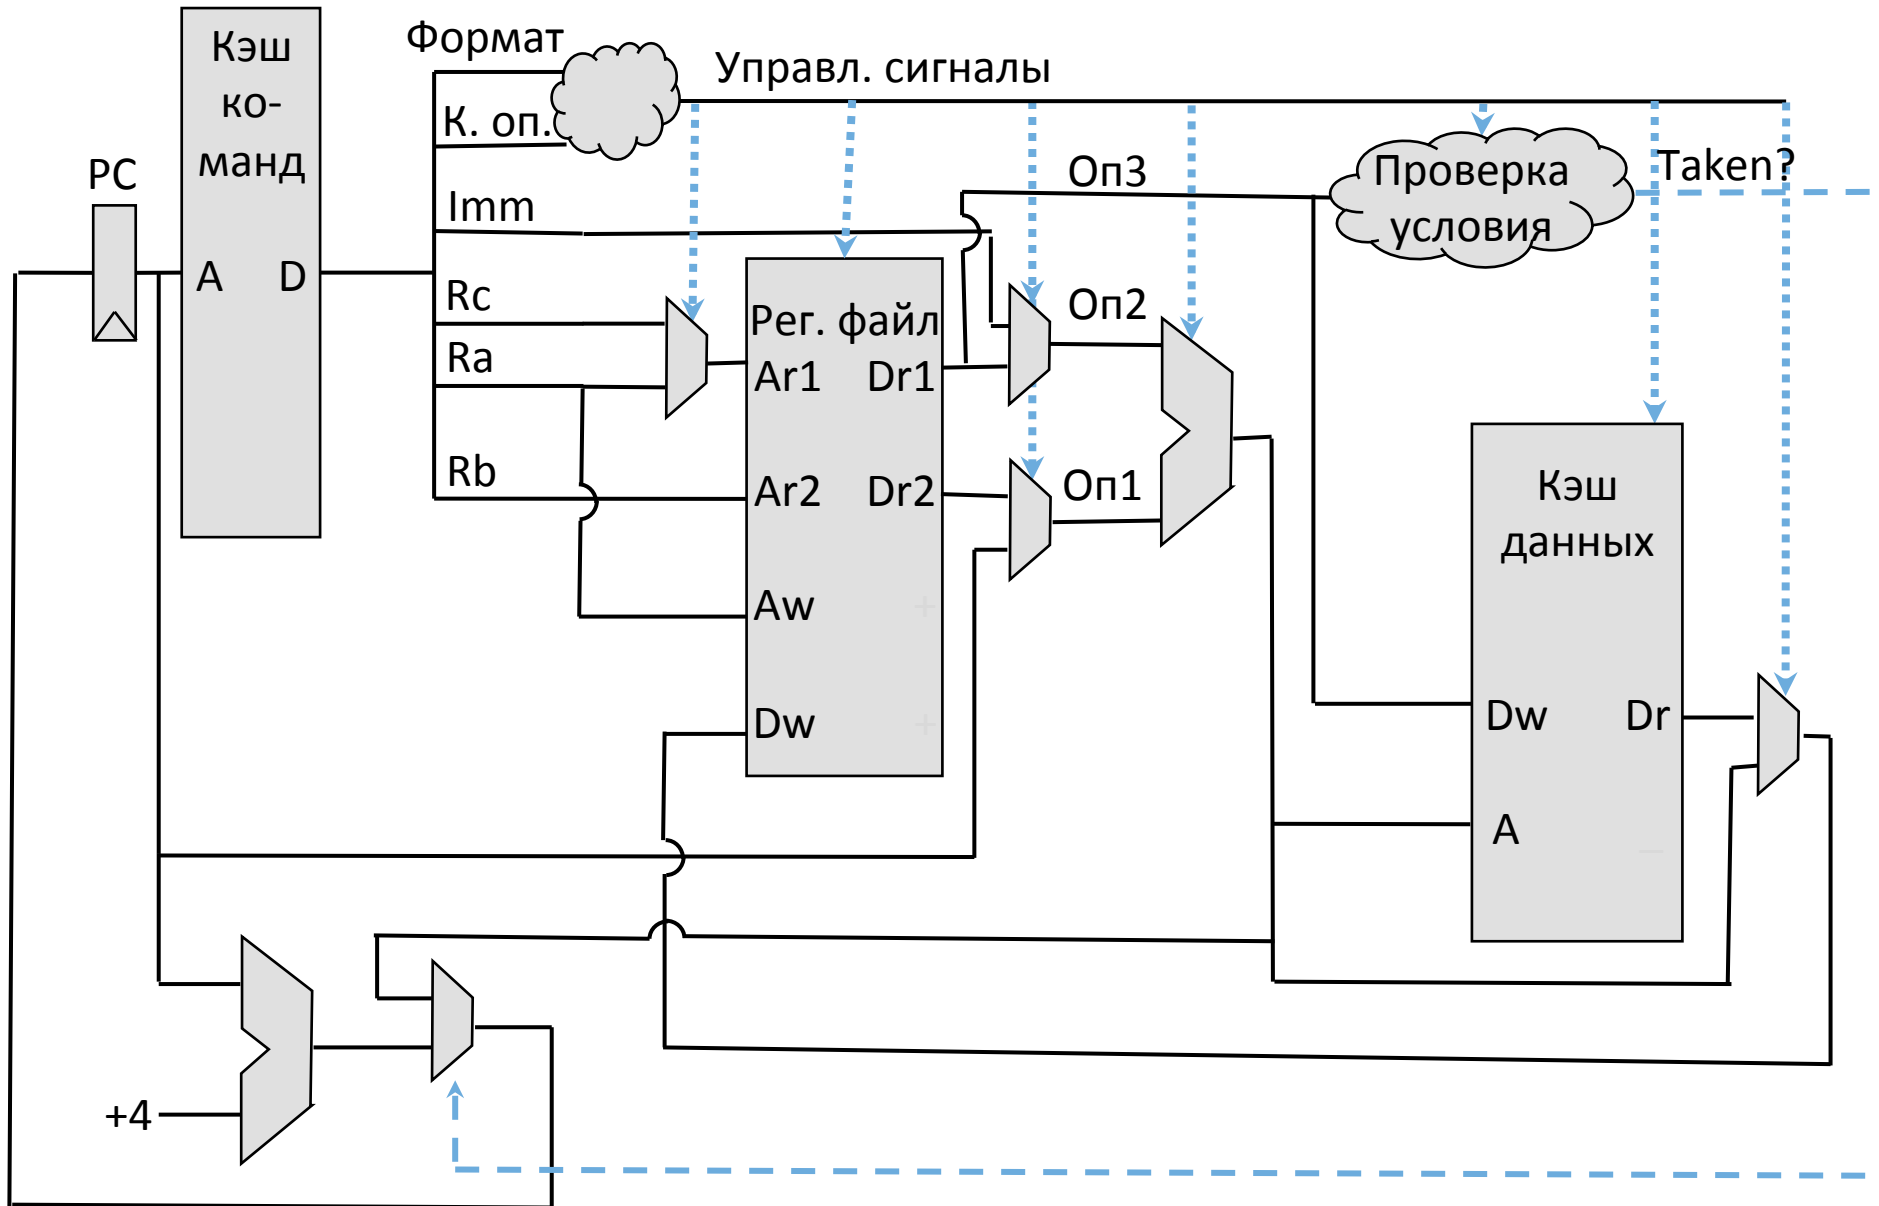 Кэш
ко-
манд
A D
PC
Формат
К. оп.
Imm
Rc
Ra
Rb
Управл. сигналы
Рег. файл
Ar1 Dr1
Ar2 Dr2
Aw +
Dw +
Оп3
Оп2
Оп1
Проверка
условия
Taken?
Кэш
данных
Dw Dr
A
+4